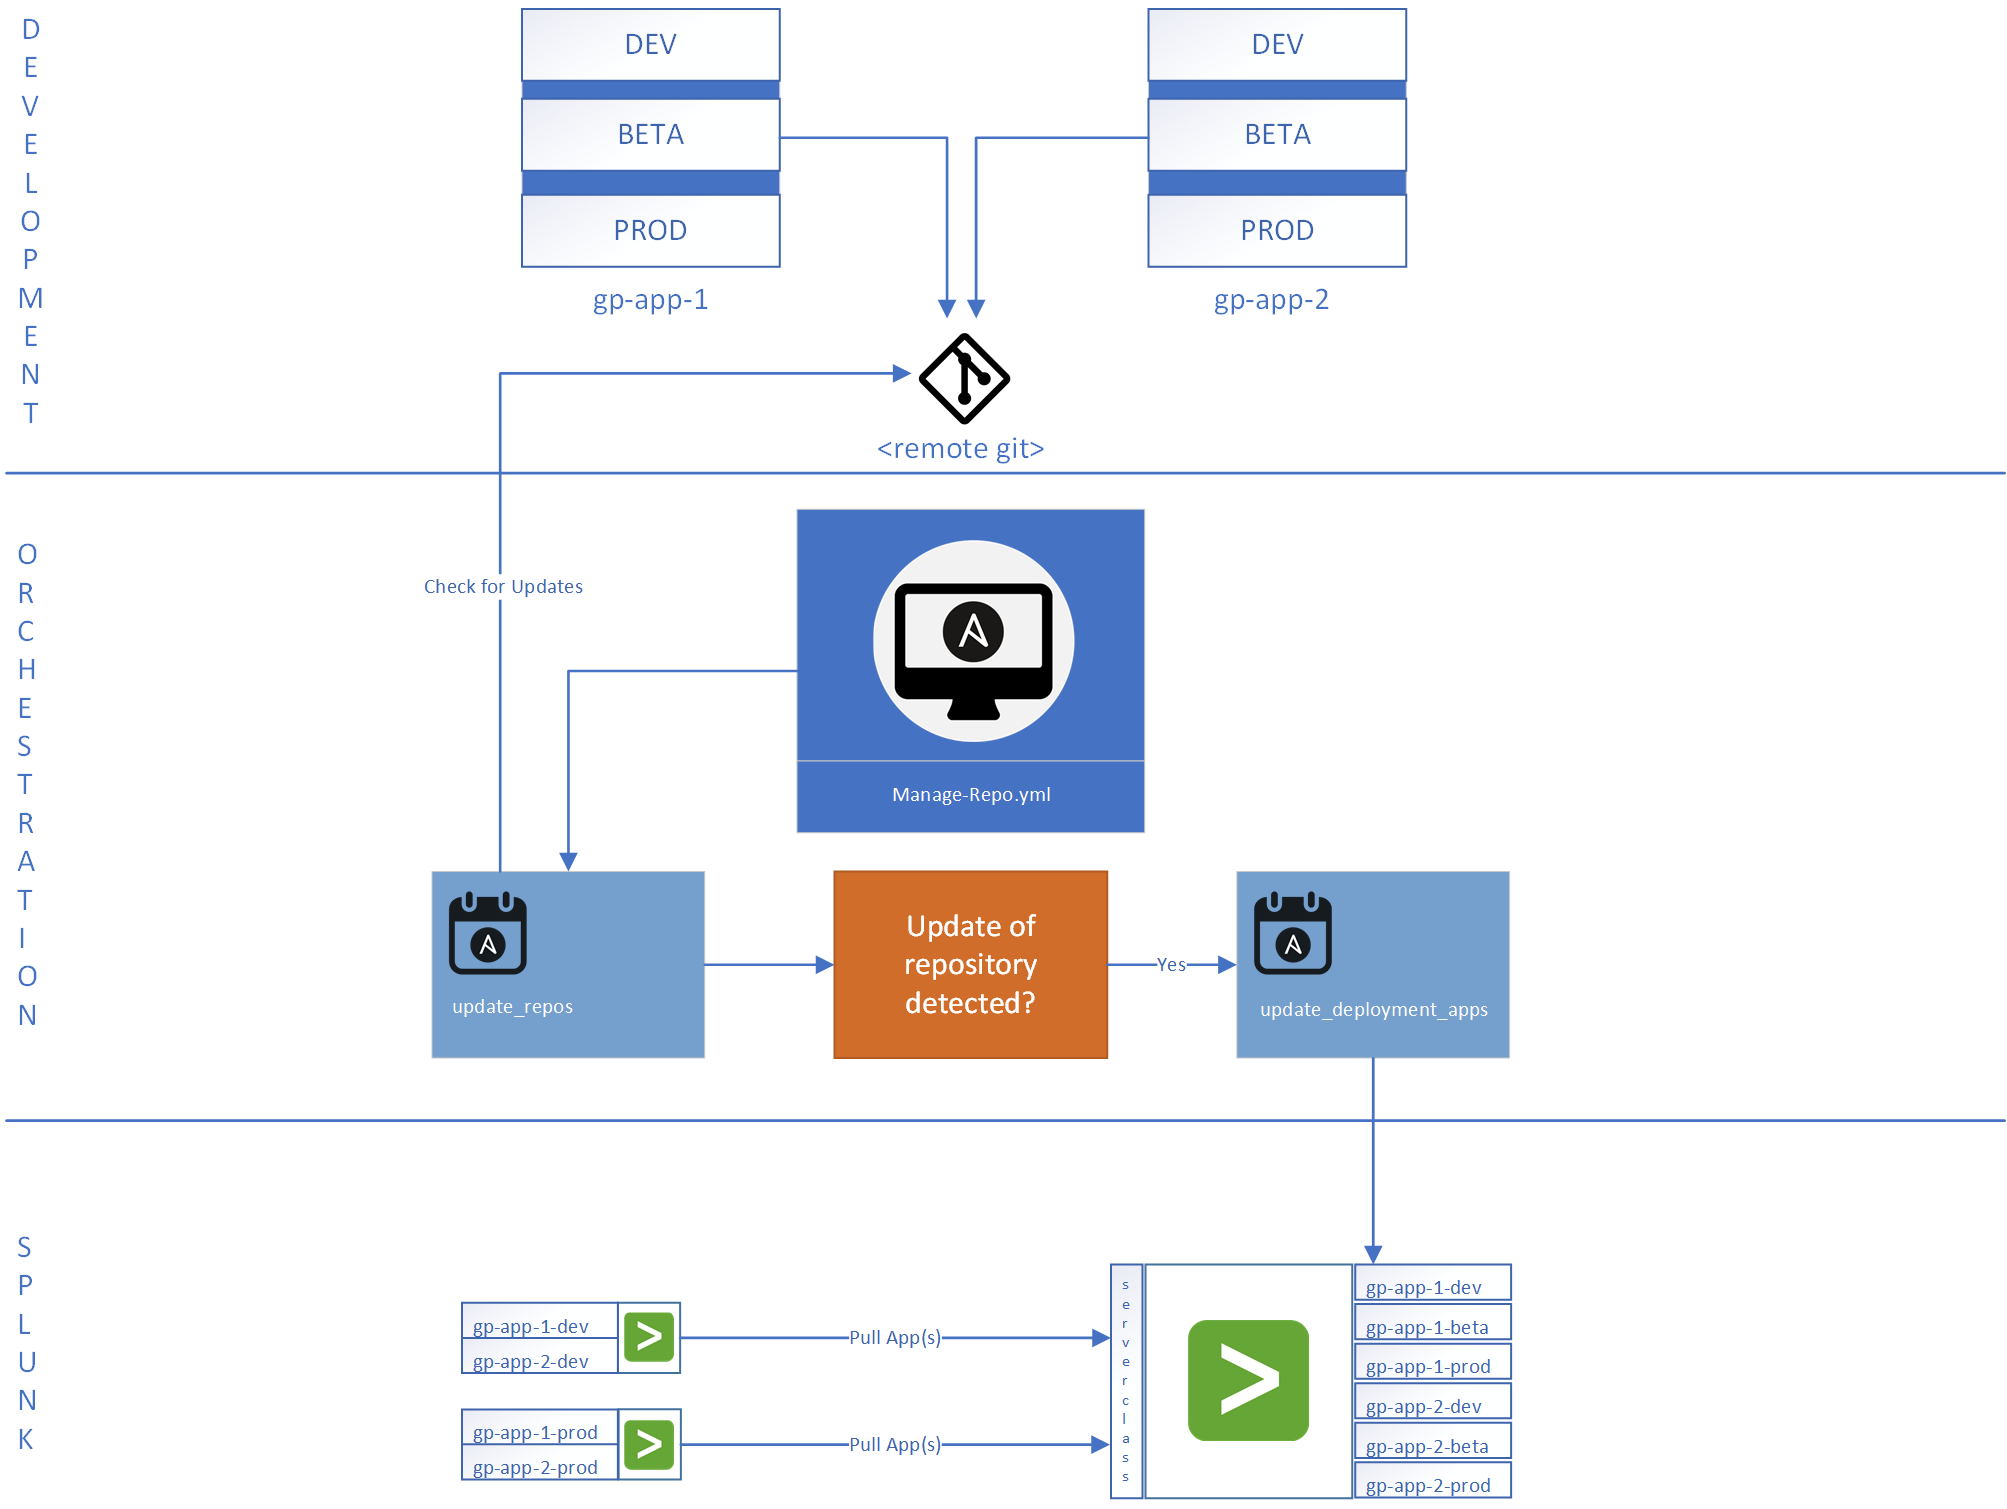 DEVELOPMENT
DEV
BETA
PROD
gp-app-1
DEV
BETA
PROD
gp-app-2
<remote git>
ORCHESTRATION
Check for Updates
Manage-Repo.yml
update_repos
Update of
repository
detected?
Yes
update_deployment_apps
SPLUNK
gp-app-1-dev
gp-app-2-dev
Pull App(s)
gp-app-1-prod
gp-app-2-prod
Pull App(s)
serverclass
gp-app-1-dev
gp-app-1-beta
gp-app-1-prod
gp-app-2-dev
gp-app-2-beta
gp-app-2-prod